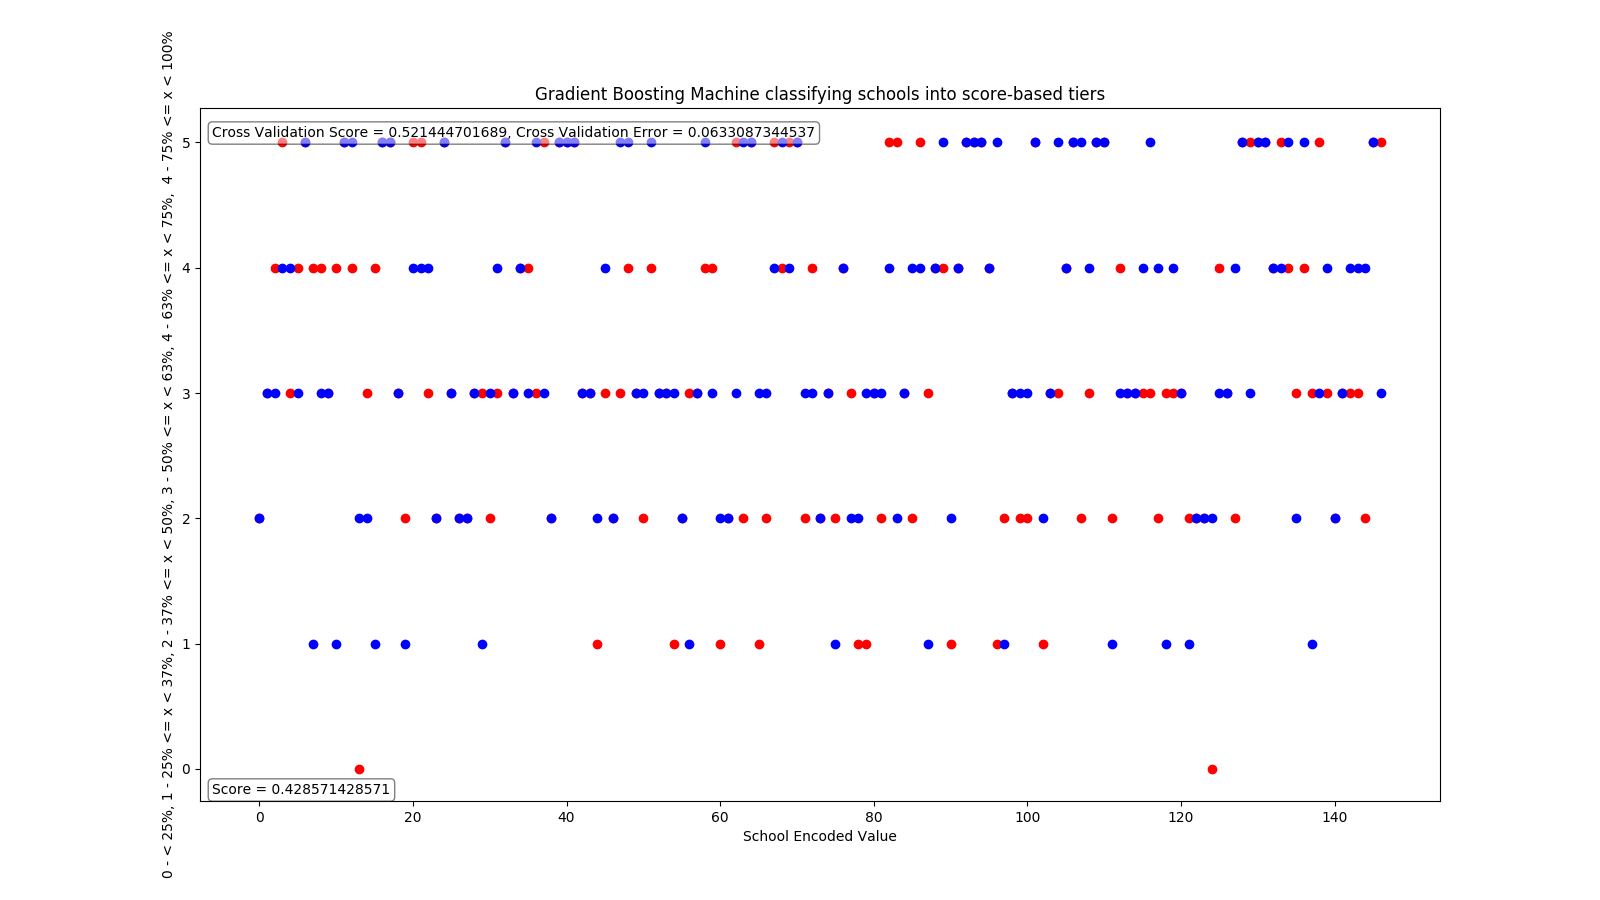 Gradient Boosting Machine classifying schools into score-based tiers
Cross Validation Score = 0.521444701689, Cross Validation Error = 0.0633087344537
0 - < 25%, 1 - 25% <= x < 37%, 2 - 37% <= x < 50%, 3 - 50% <= x < 63%, 4 - 63% <= x < 75%, 4 - 75% <= x < 100%
5
4
3
2
1
0
Score = 0.428571428571
0 20 40 60 80 100 120 140
School Encoded Value